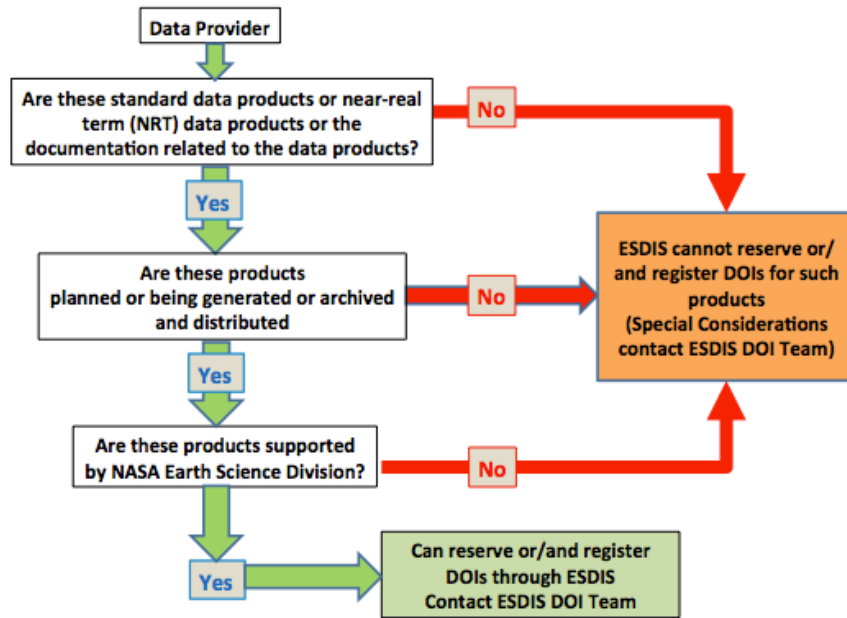 Data Provider
Are these standard data products or near-real
term (NRT) data products or the
documentation related to the data products?
No
Yes
Are these products
planned or being generated or archived
and distributed
No
ESDIS cannot reserve or/
and register DOIs for such
products
(Special Considerations
contact ESDIS DOI Team)
Yes
Are these products supported
by NASA Earth Science Division?
No
Yes
Can reserve or/and register
DOIs through ESDIS
Contact ESDIS DOI Team